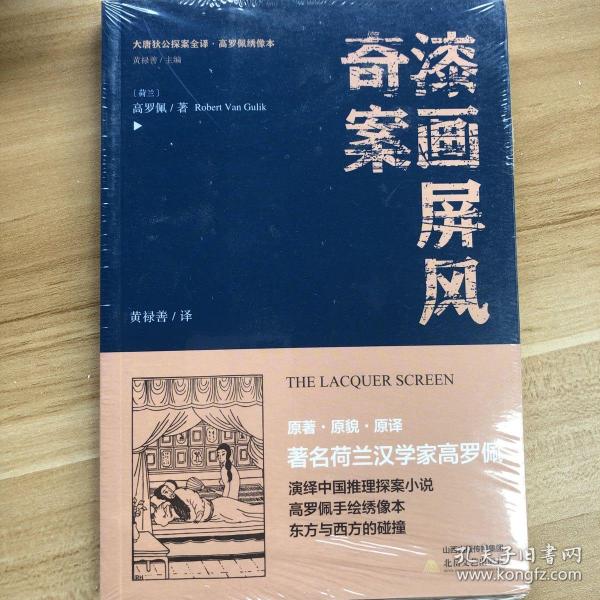 大唐狄公探案全译·高罗佩绣像本
黄禄善/主编
〔荷兰〕
高罗佩/著 Robert Van Gulik
漆画屏风
奇案
黄禄善/译
THE LACQUER SCREEN
原著·原貌·原译
著名荷兰汉学家高罗佩
演绎中国推理探案小说
高罗佩手绘绣像本
东方与西方的碰撞
RH
孔夫子旧书网
www.kongfz.com